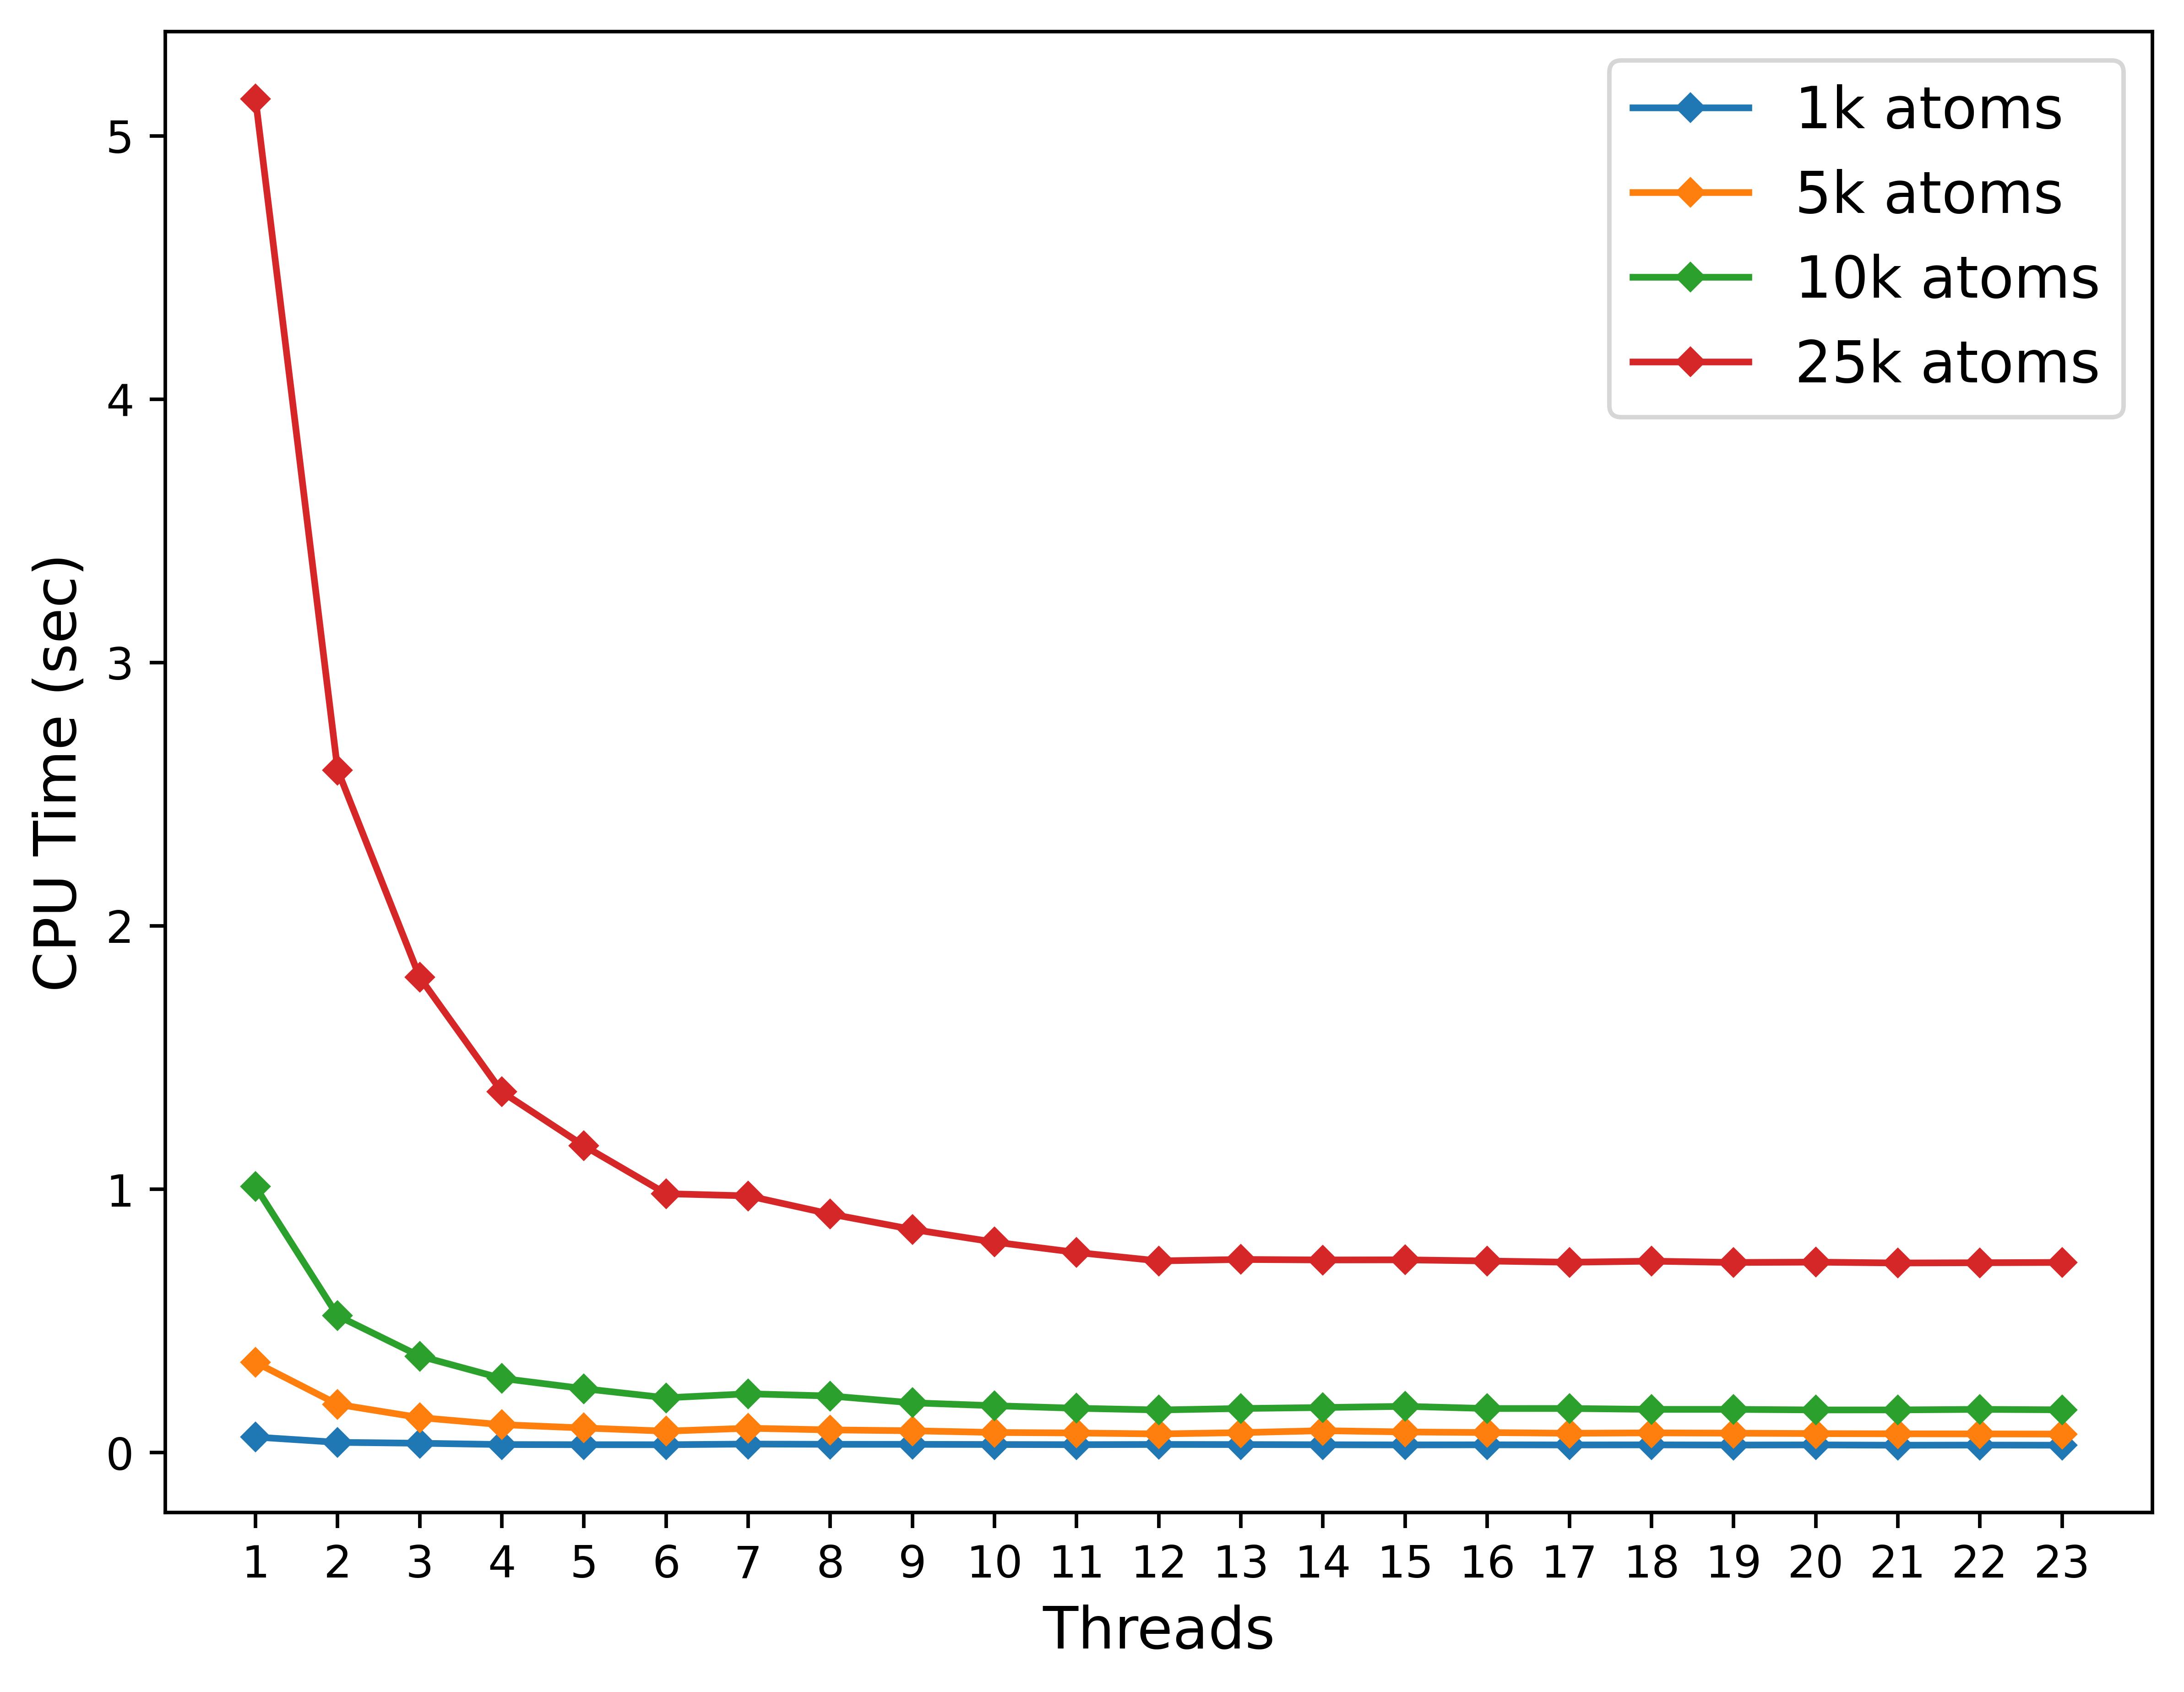 1k atoms
5k atoms
10k atoms
25k atoms
CPU Time (sec)
5
4
3
2
1
0
1 2 3 4 5 6 7 8 9 10 11 12 13 14 15 16 17 18 19 20 21 22 23
Threads